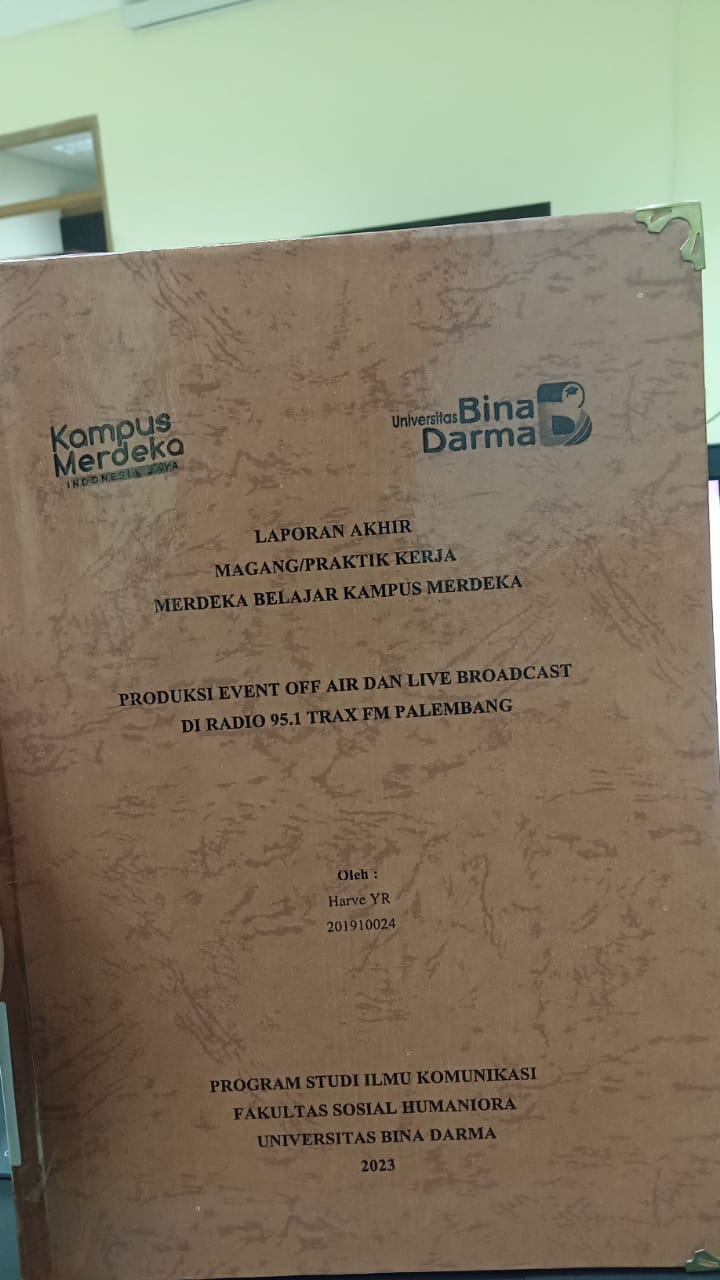 Kampus
Merdeka
INDONESIA JAYA
Universitas Bina
Darma
LAPORAN AKHIR
MAGANG/PRAKTIK KERJA
MERDEKA BELAJAR KAMPUS MERDEKA
PRODUKSI EVENT OFF AIR DAN LIVE BROADCAST
DI RADIO 95.1 TRAX FM PALEMBANG
Oleh :
Harve YR
201910024
PROGRAM STUDI ILMU KOMUNIKASI
FAKULTAS SOSIAL HUMANIORA
UNIVERSITAS BINA DARMA
2023